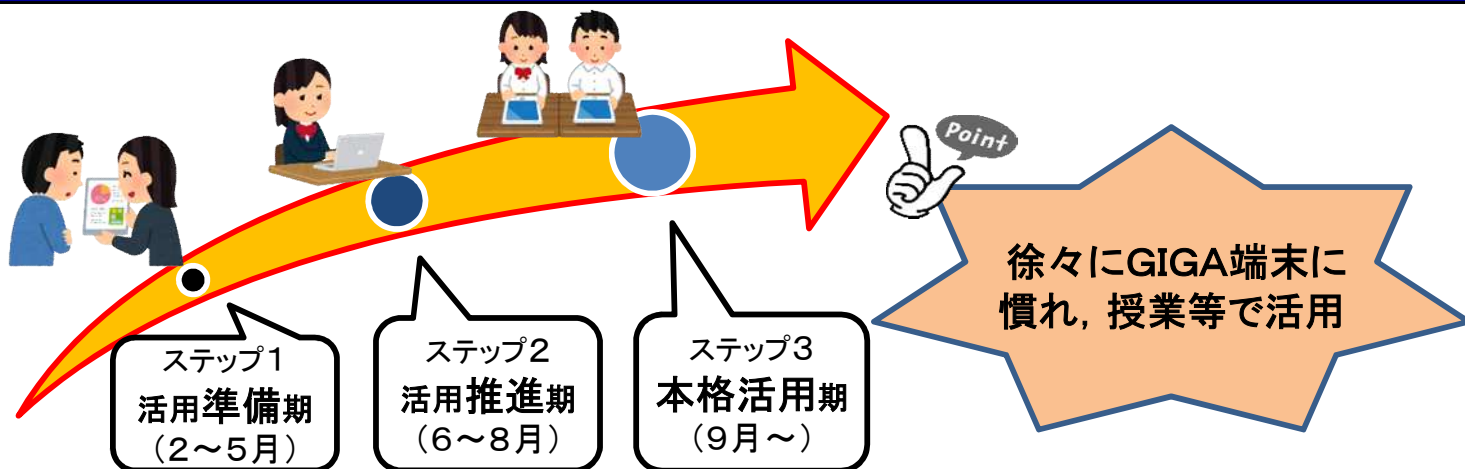 Point
徐々にGIGA端末に
慣れ，授業等で活用
ステップ１
活用準備期
（２～５月）
ステップ２
活用推進期
（６～８月）
ステップ３
本格活用期
（９月～）